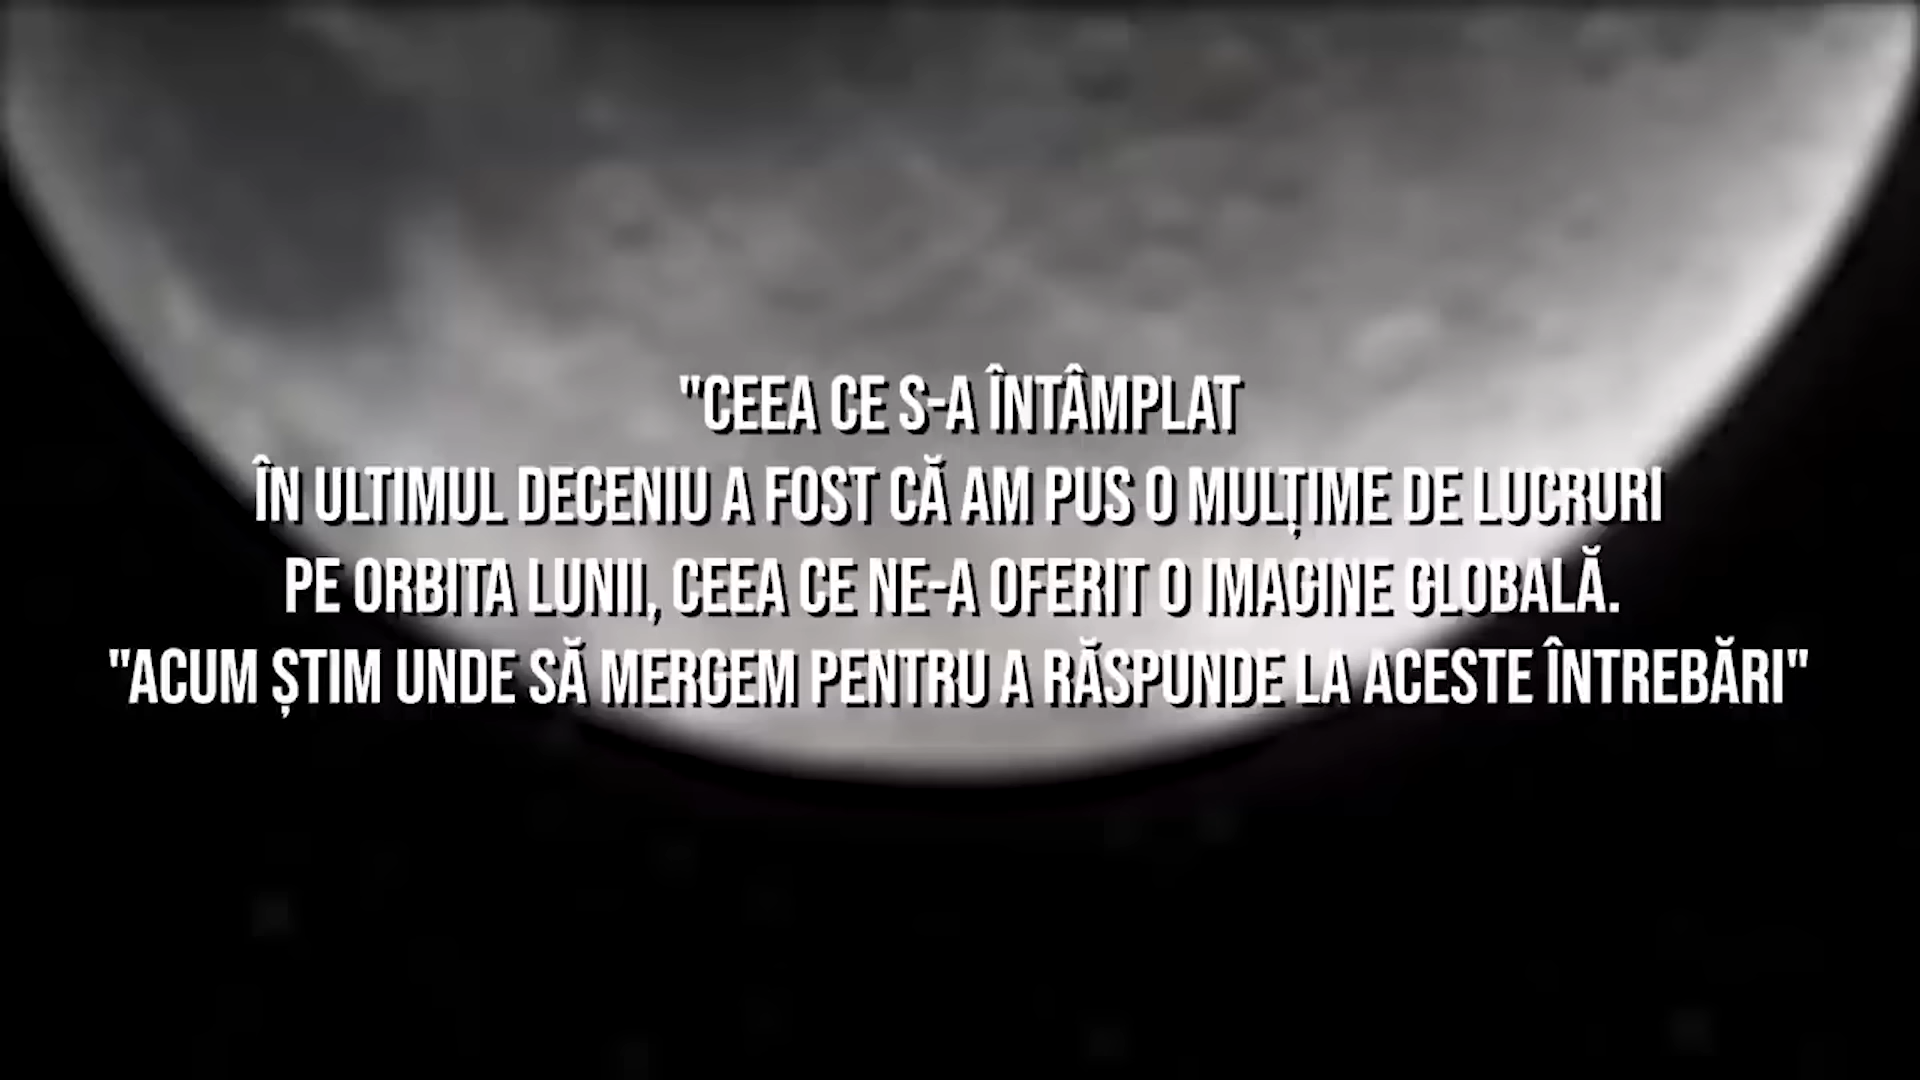 "CEEA CE S-A ÎNTÂMPLAT
ÎN ULTIMUL DECENIU A FOST CĂ AM PUS O MULȚIME DE LUCRURI
PE ORBITA LUNII, CEEA CE NE-A OFERIT O IMAGINE GLOBALĂ.
"ACUM ȘTIM UNDE SĂ MERGEM PENTRU A RĂSPUNDE LA ACESTE ÎNTREBĂRI"